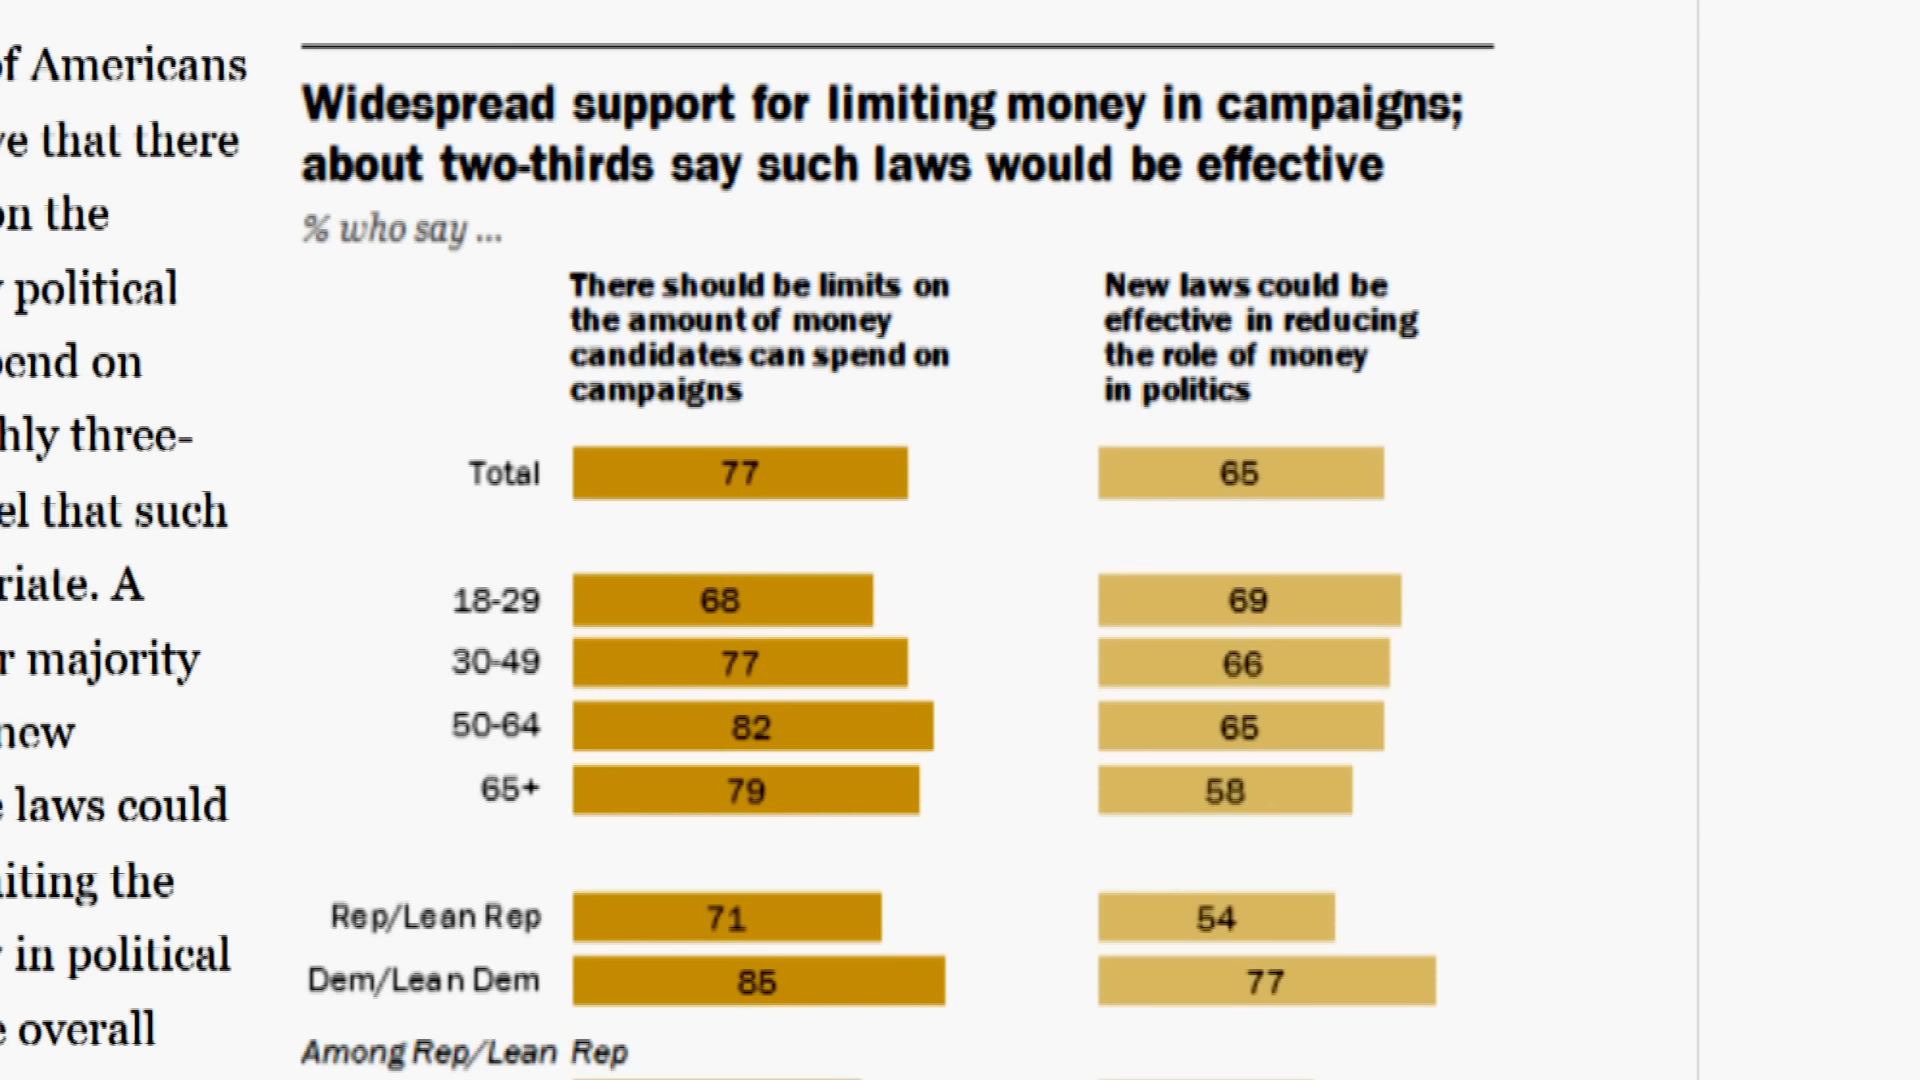 of Americans
that there
on the
political
on
three-
that such
A
majority
new
laws could
the
in political
overall
Widespread support for limiting money in campaigns;
about two-thirds say such laws would be effective
% who say ...
There should be limits on
the amount of money
candidates can spend on
campaigns
New laws could be
effective in reducing
the role of money
in politics
Total 77 65
18-29 68 69
30-49 77 66
50-64 82 65
65+ 79 58
Rep/Lean Rep 71 54
Dem/Lean Dem 85 77
Among Rep/Lean Rep